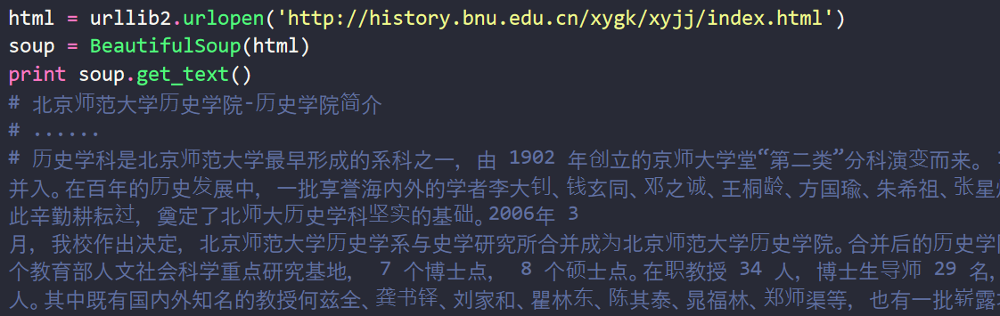 html = urllib2.urlopen('http://history.bnu.edu.cn/xygk/xyjj/index.html')
soup = BeautifulSoup(html)
print soup.get_text()
# 北京师范大学历史学院-历史学院简介
# ......
# 历史学科是北京师范大学最早形成的系科之一, 由 1902 年创立的京师大学堂“第二类”分科演变而来。
并入。在百年的历史发展中, 一批享誉海内外的学者李大钊、钱玄同、邓之诚、王桐龄、方国瑜、朱希祖、张星
此辛勤耕耘过, 奠定了北师大历史学科坚实的基础。2006年 3
月, 我校作出决定, 北京师范大学历史学系与史学研究所合并成为北京师范大学历史学院。合并后的历史学
个教育部人文社会科学重点研究基地, 7 个博士点, 8 个硕士点。在职教授 34 人, 博士生导师 29 名,
人。其中既有国内外知名的教授何兹全、龚书铎、刘家和、瞿林东、陈其泰、晁福林、郑师渠等, 也有一批崭露